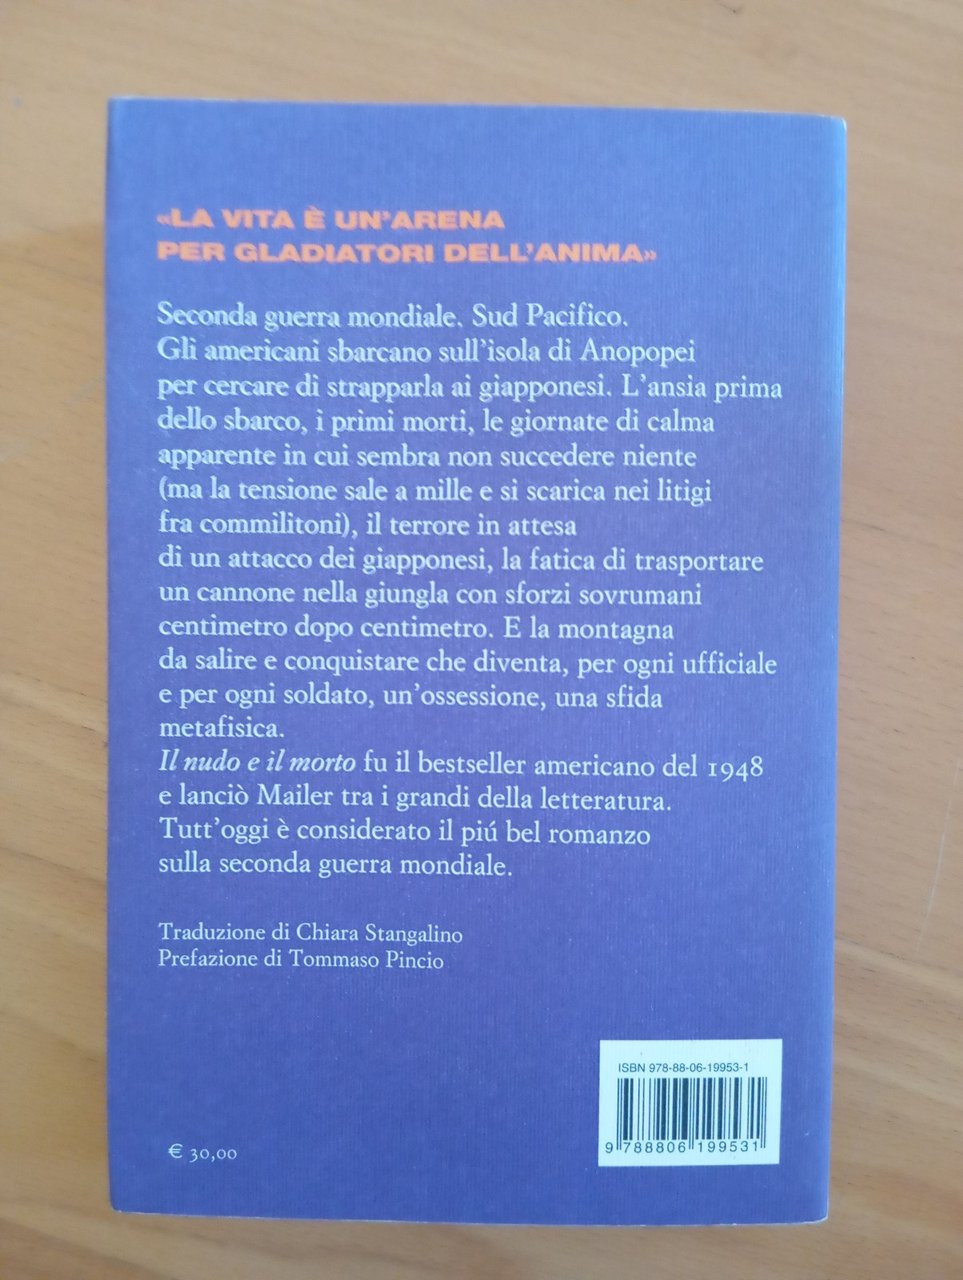 «LA VITA È UN'ARENA
PER GLADIATORI DELL'ANIMA»
Seconda guerra mondiale. Sud Pacifico.
Gli americani sbarcano sull'isola di Anopopei
per cercare di strapparla ai giapponesi. L'ansia prima
dello sbarco, i primi morti, le giornate di calma
apparente in cui sembra non succedere niente
(ma la tensione sale a mille e si scarica nei litigi
fra commilitoni), il terrore in attesa
di un attacco dei giapponesi, la fatica di trasportare
un cannone nella giungla con sforzi sovrumani
centimetro dopo centimetro. E la montagna
da salire e conquistare che diventa, per ogni ufficiale
e per ogni soldato, un'ossessione, una sfida
metafisica.
Il nudo e il morto fu il bestseller americano del 1948
e lanciò Mailer tra i grandi della letteratura.
Tutt'oggi è considerato il piú bel romanzo
sulla seconda guerra mondiale.
Traduzione di Chiara Stangalino
Prefazione di Tommaso Pincio
ISBN 978-88-06-19953-1
9 788806 199531
€ 30,00